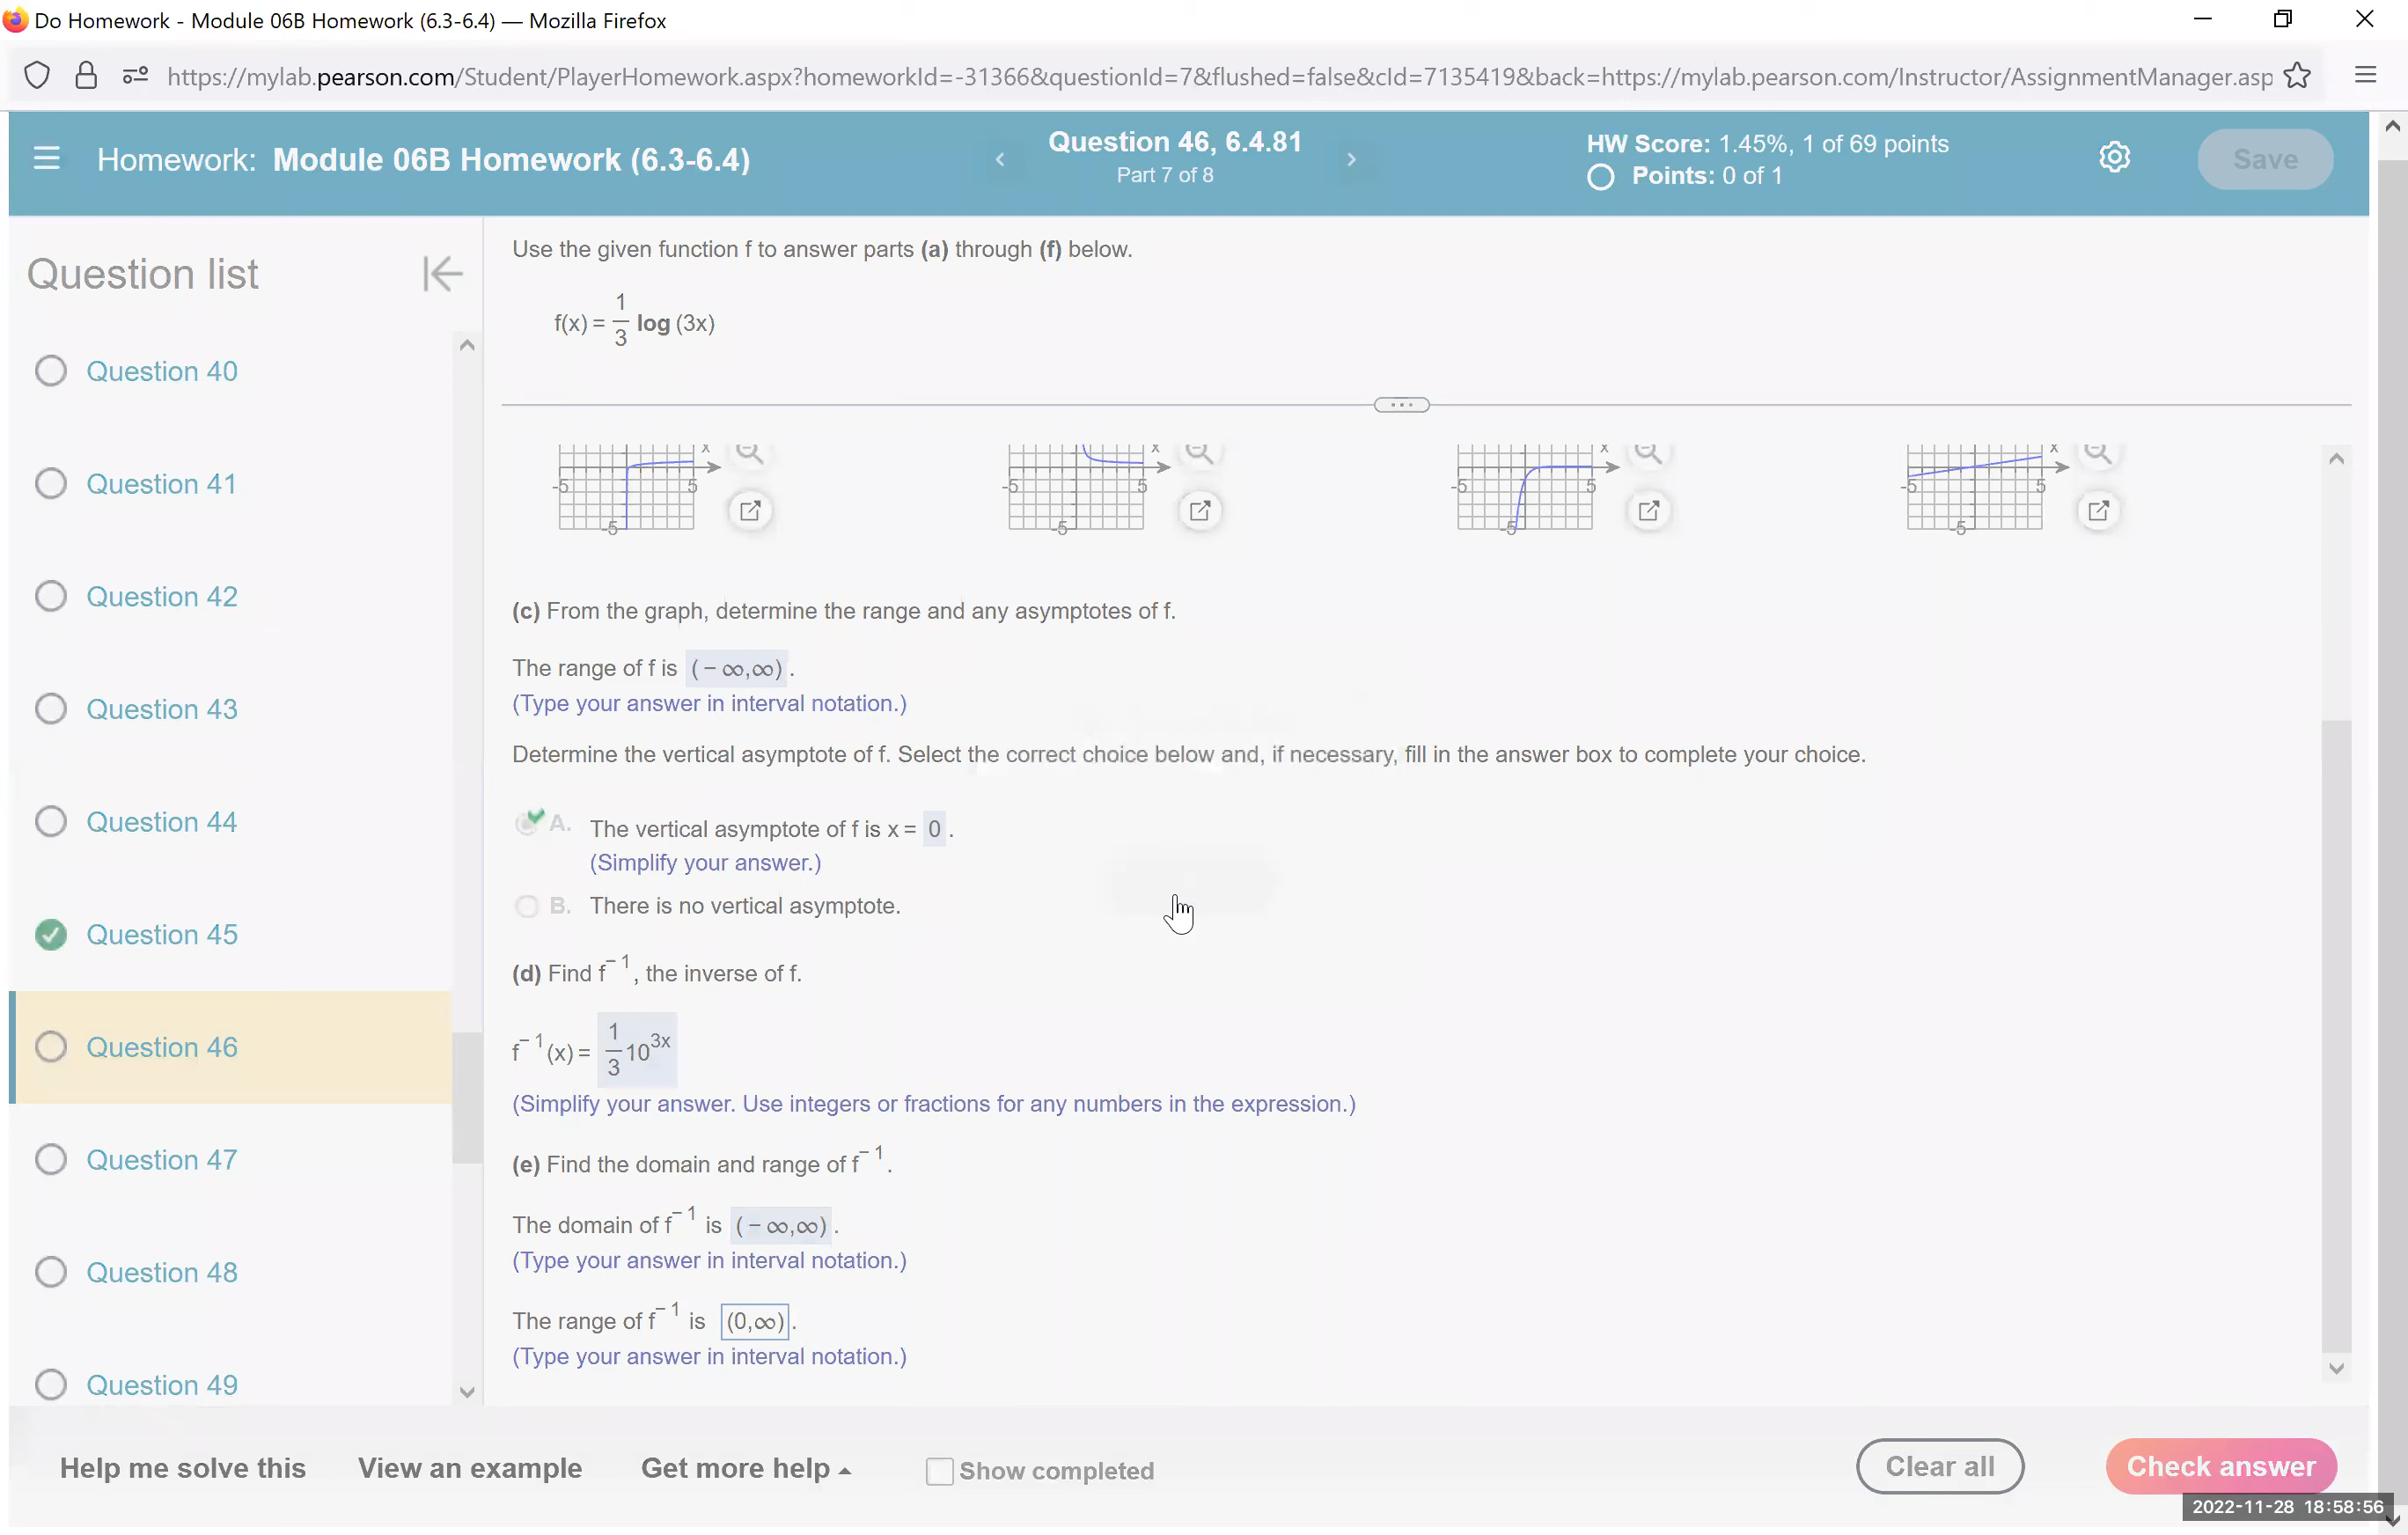 Do Homework - Module 06B Homework (6.3-6.4) — Mozilla Firefox
https://mylab.pearson.com/Student/PlayerHomework.aspx?homeworkId=-31366&questionId=7&flushed=false&cId=7135419&back=https://mylab.pearson.com/Instructor/AssignmentManager.asp
Homework: Module 06B Homework (6.3-6.4)
Question 46, 6.4.81
Part 7 of 8
HW Score: 1.45%, 1 of 69 points
Points: 0 of 1
Save
Question list
Question 40
Question 41
Question 42
Question 43
Question 44
Question 45
Question 46
Question 47
Question 48
Question 49
Use the given function f to answer parts (a) through (f) below.
f(x) = 1/3 log (3x)
x x x x
-5 5 -5 5 -5 5 -5 5
-5 -5 -5 -5
(c) From the graph, determine the range and any asymptotes of f.
The range of f is (-∞,∞).
(Type your answer in interval notation.)
Determine the vertical asymptote of f. Select the correct choice below and, if necessary, fill in the answer box to complete your choice.
A. The vertical asymptote of f is x = 0.
(Simplify your answer.)
B. There is no vertical asymptote.
(d) Find f⁻¹, the inverse of f.
f⁻¹(x) = 1/3 10^(3x)
(Simplify your answer. Use integers or fractions for any numbers in the expression.)
(e) Find the domain and range of f⁻¹.
The domain of f⁻¹ is (-∞,∞).
(Type your answer in interval notation.)
The range of f⁻¹ is (0,∞).
(Type your answer in interval notation.)
Help me solve this
View an example
Get more help
Show completed
Clear all
Check answer
2022-11-28 18:58:56